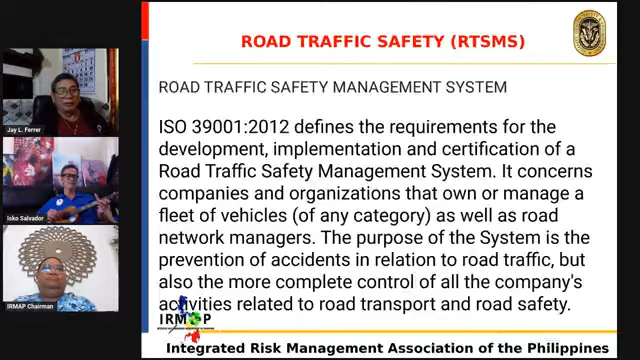 ROAD TRAFFIC SAFETY (RTSMS)
ROAD TRAFFIC SAFETY MANAGEMENT SYSTEM
ISO 39001:2012 defines the requirements for the
development, implementation and certification of a
Road Traffic Safety Management System. It concerns
companies and organizations that own or manage a
fleet of vehicles (of any category) as well as road
network managers. The purpose of the System is the
prevention of accidents in relation to road traffic, but
also the more complete control of all the company's
activities related to road transport and road safety.
IRMAP
Integrated Risk Management Association of the Philippines
Jay L. Ferrer
Isko Salvador
IRMAP Chairman